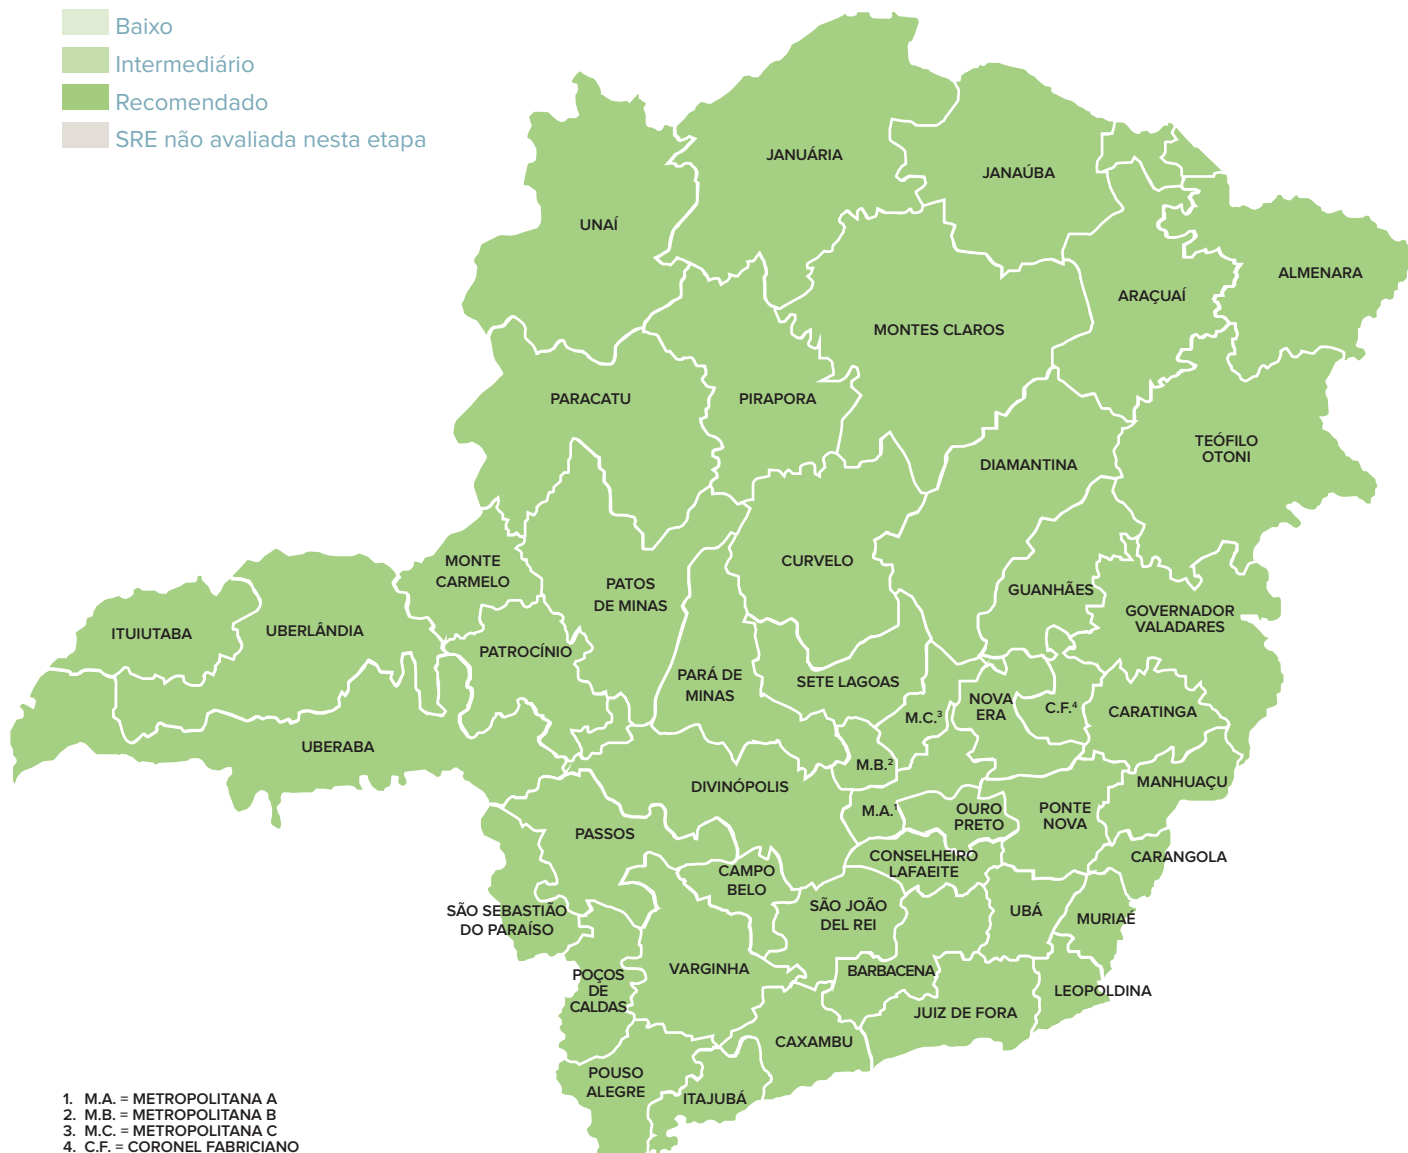 Baixo
Intermediário
Recomendado
SRE não avaliada nesta etapa
JANUÁRIA
JANAÚBA
UNAÍ
ALMENARA
ARAÇUAÍ
MONTES CLAROS
PARACATU
PIRAPORA
TEÓFILO
OTONI
DIAMANTINA
MONTE
CARMELO
CURVELO
PATOS
DE MINAS
GUANHÃES
GOVERNADOR
VALADARES
ITUIUTABA
UBERLÂNDIA
PATROCÍNIO
PARÁ DE
MINAS
SETE LAGOAS
NOVA
ERA
M.C.³
C.F.⁴
CARATINGA
UBERABA
M.B.²
MANHUAÇU
DIVINÓPOLIS
M.A.¹
OURO
PRETO
PONTE
NOVA
PASSOS
CONSELHEIRO
LAFAEITE
CARANGOLA
CAMPO
BELO
SÃO SEBASTIÃO
DO PARAÍSO
SÃO JOÃO
DEL REI
UBÁ
MURIAÉ
VARGINHA
BARBACENA
POÇOS
DE
CALDAS
LEOPOLDINA
JUIZ DE FORA
CAXAMBU
POUSO
ALEGRE
ITAJUBÁ
1. M.A. = METROPOLITANA A
2. M.B. = METROPOLITANA B
3. M.C. = METROPOLITANA C
4. C.F. = CORONEL FABRICIANO